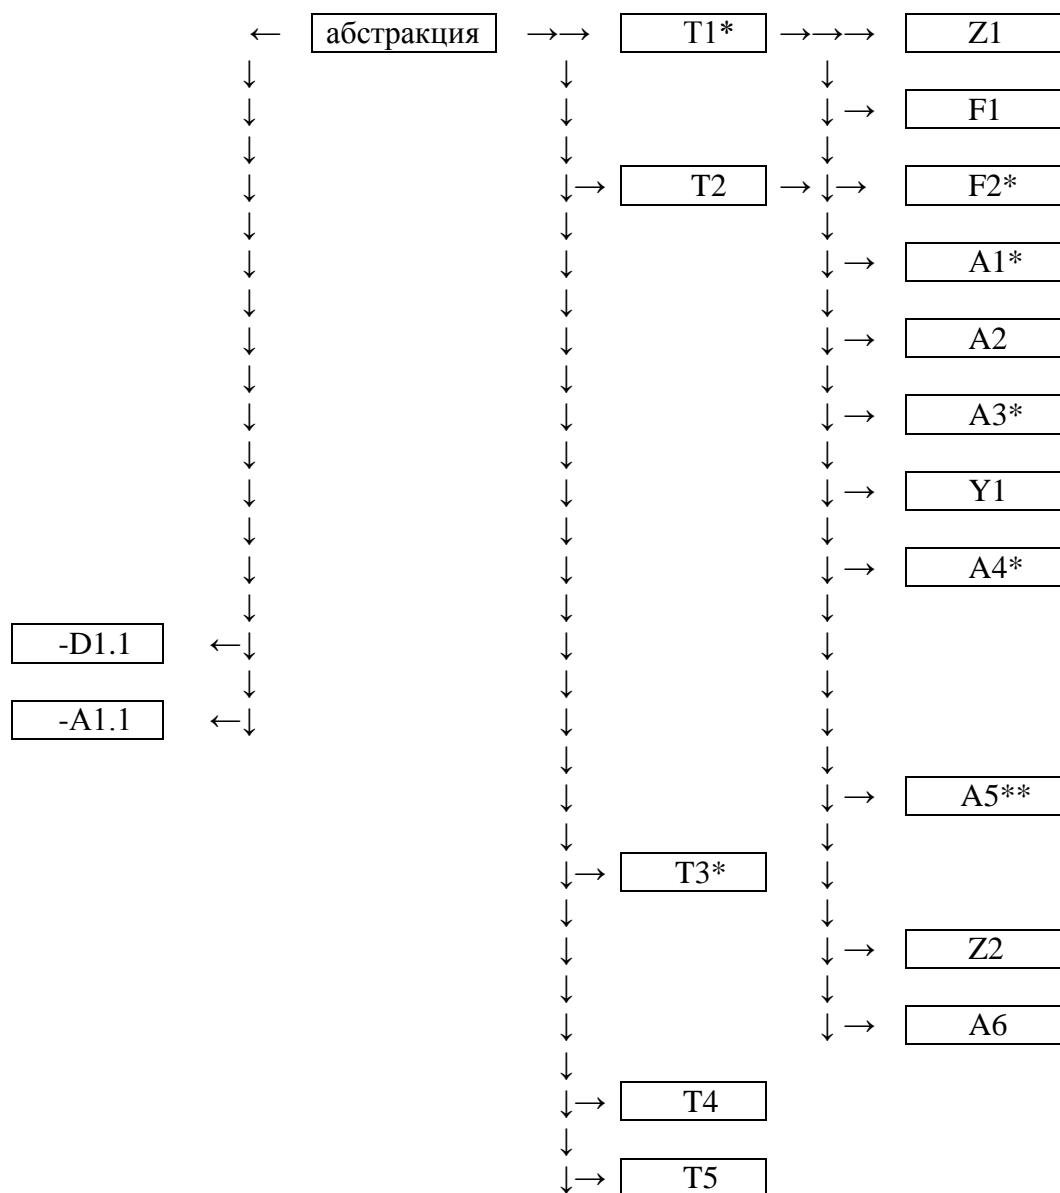 ← абстракция →→ T1* →→→ Z1
↓ ↓ ↓
↓ ↓ ↓ → F1
↓ ↓ ↓
↓ ↓→ T2 → ↓→ F2*
↓ ↓ ↓
↓ ↓ ↓ → A1*
↓ ↓ ↓
↓ ↓ ↓ → A2
↓ ↓ ↓
↓ ↓ ↓ → A3*
↓ ↓ ↓
↓ ↓ ↓ → Y1
↓ ↓ ↓
↓ ↓ ↓ → A4*
↓ ↓ ↓
-D1.1 ←↓ ↓ ↓
↓ ↓ ↓
-A1.1 ←↓ ↓ ↓
↓ ↓
↓ ↓ → A5**
↓ ↓
↓→ T3* ↓
↓ ↓
↓ ↓ → Z2
↓ ↓
↓ ↓ → A6
↓
↓→ T4
↓
↓→ T5